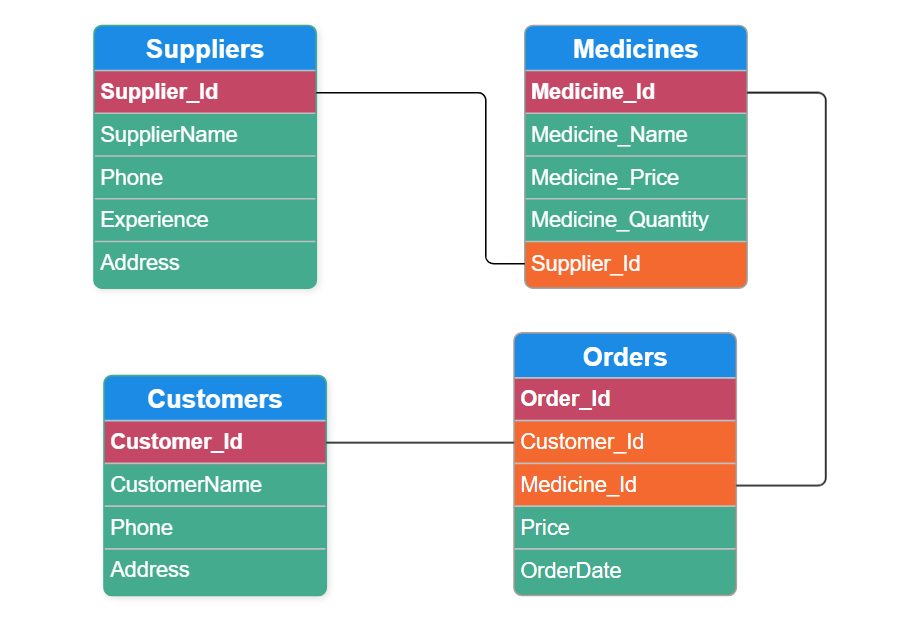 Suppliers
Supplier_Id
SupplierName
Phone
Experience
Address
Medicines
Medicine_Id
Medicine_Name
Medicine_Price
Medicine_Quantity
Supplier_Id
Customers
Customer_Id
CustomerName
Phone
Address
Orders
Order_Id
Customer_Id
Medicine_Id
Price
OrderDate